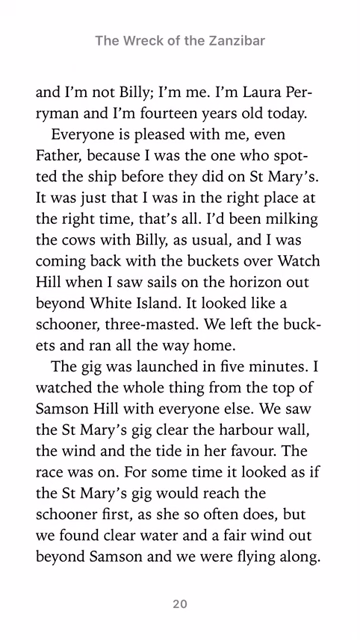 The Wreck of the Zanzibar
and I’m not Billy; I’m me. I’m Laura Per-
ryman and I’m fourteen years old today.
Everyone is pleased with me, even
Father, because I was the one who spot-
ted the ship before they did on St Mary’s.
It was just that I was in the right place at
the right time, that’s all. I’d been milking
the cows with Billy, as usual, and I was
coming back with the buckets over Watch
Hill when I saw sails on the horizon out
beyond White Island. It looked like a
schooner, three-masted. We left the buck-
ets and ran all the way home.
The gig was launched in five minutes. I
watched the whole thing from the top of
Samson Hill with everyone else. We saw
the St Mary’s gig clear the harbour wall,
the wind and the tide in her favour. The
race was on. For some time it looked as if
the St Mary’s gig would reach the
schooner first, as she so often does, but
we found clear water and a fair wind out
beyond Samson and we were flying along.
20